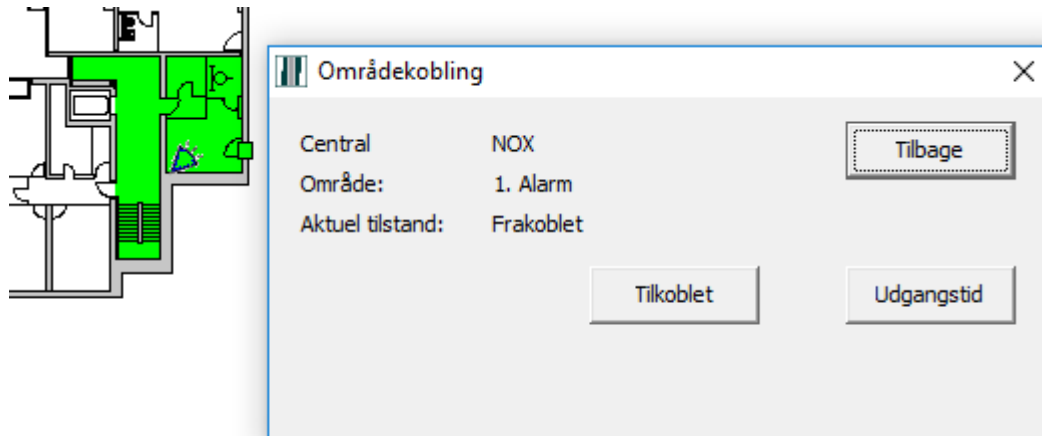 Områdekobling
Central NOX
Tilbage
Område: 1. Alarm
Aktuel tilstand: Frakoblet
Tilkoblet Udgangstid